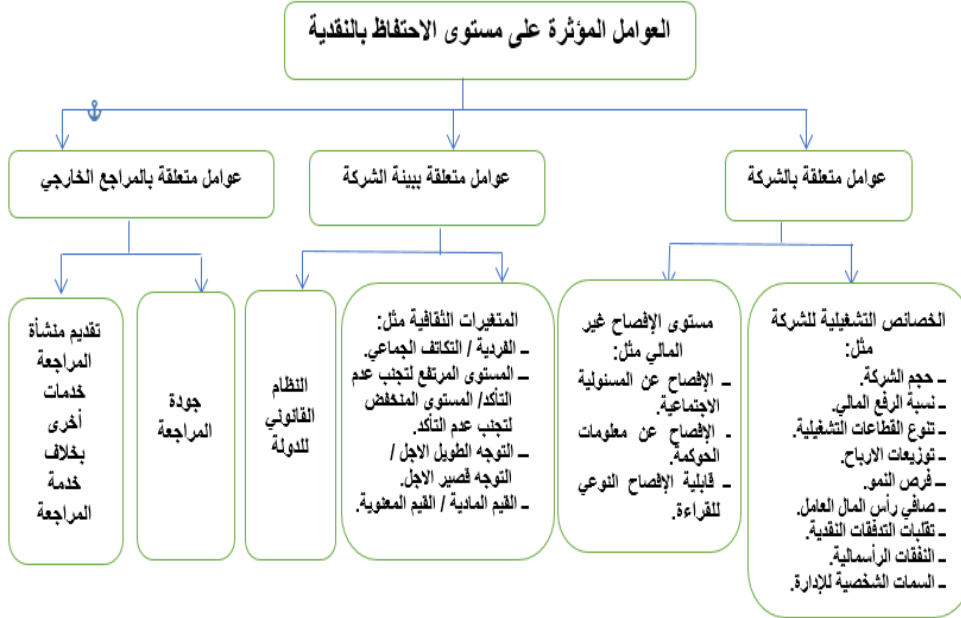 العوامل المؤثرة على مستوى الاحتفاظ بالنقدية
عوامل متعلقة بالشركة
عوامل متعلقة ببيئة الشركة
عوامل متعلقة بالمراجع الخارجي
الخصائص التشغيلية للشركة
مثل:
ـ حجم الشركة.
ـ نسبة الرفع المالي.
ـ تنوع القطاعات التشغيلية.
ـ توزيعات الارباح.
ـ فرص النمو.
ـ صافي رأس المال العامل.
ـ تقلبات التدفقات النقدية.
ـ النفقات الرأسمالية.
ـ السمات الشخصية للإدارة.
مستوى الإفصاح غير
المالي مثل:
ـ الإفصاح عن المسئولية
الاجتماعية.
ـ الإفصاح عن معلومات
الحوكمة.
ـ قابلية الإفصاح النوعي
للقراءة.
المتغيرات الثقافية مثل:
ـ الفردية / التكاتف الجماعي.
ـ المستوى المرتفع لتجنب عدم
التأكد/ المستوى المنخفض
لتجنب عدم التأكد.
ـ التوجه الطويل الاجل /
التوجه قصير الاجل.
ـ القيم المادية / القيم المعنوية.
النظام
القانوني
للدولة
جودة
المراجعة
تقديم منشأة
المراجعة
خدمات
أخرى
بخلاف
خدمة
المراجعة